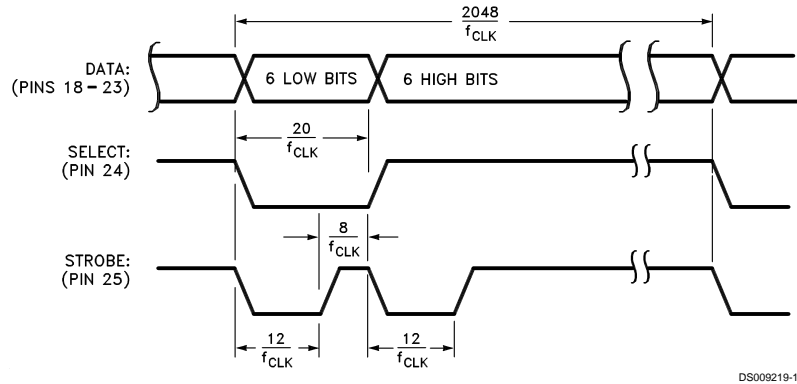 2048
fCLK
DATA:
(PINS 18–23)
6 LOW BITS
6 HIGH BITS
20
fCLK
SELECT:
(PIN 24)
8
fCLK
STROBE:
(PIN 25)
12
fCLK
12
fCLK
DS009219-1